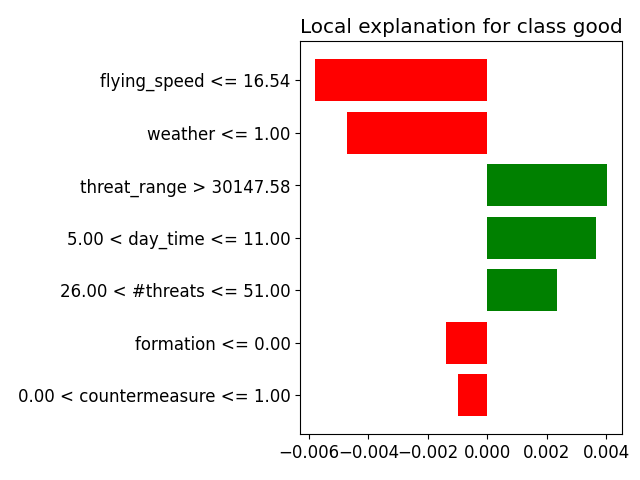 Local explanation for class good
flying_speed <= 16.54
weather <= 1.00
threat_range > 30147.58
5.00 < day_time <= 11.00
26.00 < #threats <= 51.00
formation <= 0.00
0.00 < countermeasure <= 1.00
−0.006 −0.004 −0.002 0.000 0.002 0.004